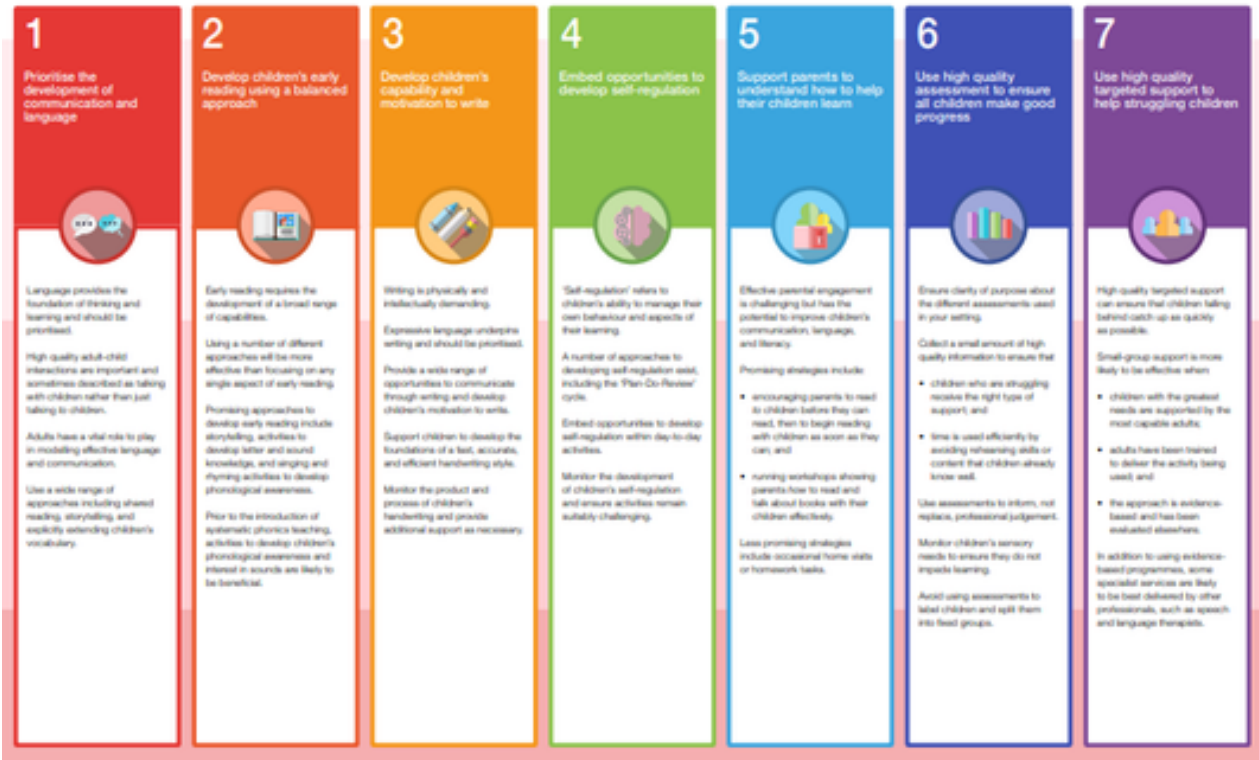 1
Prioritise the
development of
communication and
language
Language provides the
foundation of thinking and
learning and should be
prioritised.
High quality adult-child
interactions are important and
sometimes described as talking
with children rather than just
talking to children.
Adults have a vital role to play
in modelling effective language
and communication.
Use a wide range of
approaches including shared
reading, storytelling, and
explicitly extending children's
vocabulary.
2
Develop children's early
reading using a balanced
approach
Early reading requires the
development of a broad range
of capabilities.
Using a number of different
approaches will be more
effective than focusing on any
single aspect of early reading.
Promising approaches to
develop early reading include
storytelling, activities to
develop letter and sound
knowledge, and singing and
rhyming activities to develop
phonological awareness.
Prior to the introduction of
systematic phonics teaching,
activities to develop children's
phonological awareness and
interest in sounds are likely to
be beneficial.
3
Develop children's
capability and
motivation to write
Writing is physically and
intellectually demanding.
Expressive language underpins
writing and should be prioritised.
Provide a wide range of
opportunities to communicate
through writing and develop
children's motivation to write.
Support children to develop the
foundations of a fast, accurate,
and efficient handwriting style.
Monitor the product and
process of children's
handwriting and provide
additional support as necessary.
4
Embed opportunities to
develop self-regulation
'Self-regulation' refers to
children's ability to manage their
own behaviour and aspects of
their learning.
A number of approaches to
developing self-regulation exist,
including the 'Plan-Do-Review'
cycle.
Embed opportunities to develop
self-regulation within day-to-day
activities.
Monitor the development
of children's self-regulation
and ensure activities remain
suitably challenging.
5
Support parents to
understand how to help
their children learn
Effective parental engagement
is challenging but has the
potential to improve children's
communication, language,
and literacy.
Promising strategies include:
• encouraging parents to read
to children before they can
read, then to begin reading
with children as soon as they
can; and
• running workshops showing
parents how to read and
talk about books with their
children effectively.
Less promising strategies
include occasional home visits
or homework tasks.
6
Use high quality
assessment to ensure
all children make good
progress
Ensure clarity of purpose about
the different assessments used
in your setting.
Collect a small amount of high
quality information to ensure that:
• children who are struggling
receive the right type of
support; and
• time is used efficiently by
avoiding rehearsing skills or
content that children already
know well.
Use assessments to inform, not
replace, professional judgement.
Monitor children's sensory
needs to ensure they do not
impede learning.
Avoid using assessments to
label children and split them
into fixed groups.
7
Use high quality
targeted support to
help struggling children
High quality targeted support
can ensure that children falling
behind catch up as quickly
as possible.
Small-group support is more
likely to be effective when:
• children with the greatest
needs are supported by the
most capable adults;
• adults have been trained
to deliver the activity being
used; and
• the approach is evidence-
based and has been
evaluated elsewhere.
In addition to using evidence-
based programmes, some
specialist services are likely
to be best delivered by other
professionals, such as speech
and language therapists.